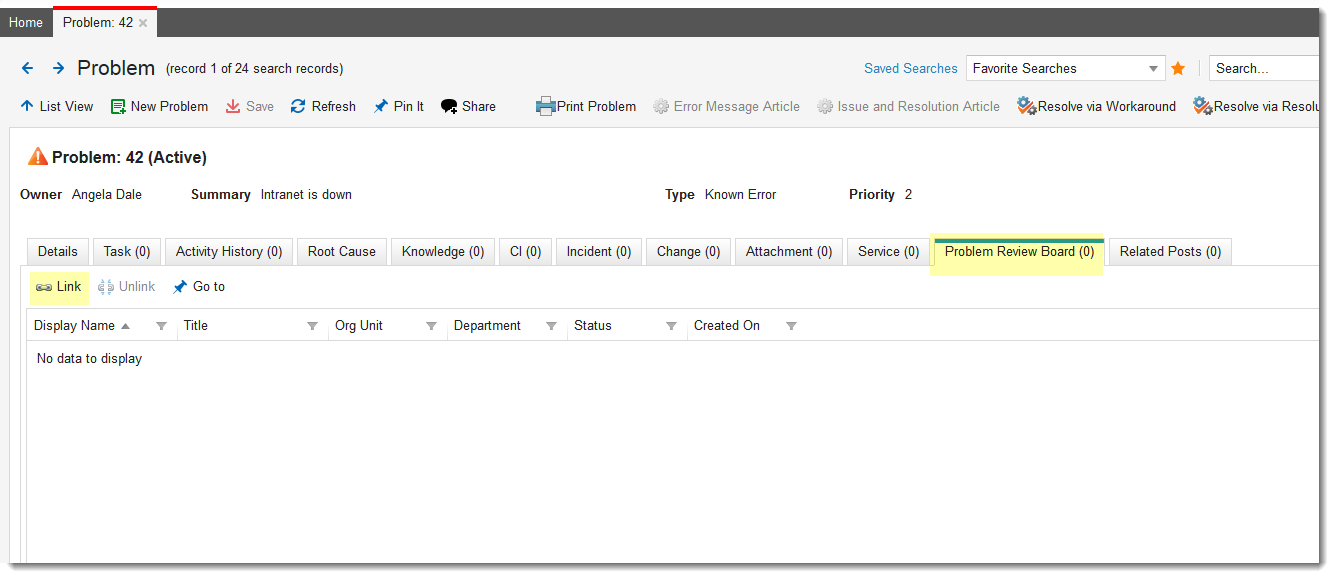 Home Problem: 42
Problem (record 1 of 24 search records) Saved Searches Favorite Searches Search...
List View New Problem Save Refresh Pin It Share Print Problem Error Message Article Issue and Resolution Article Resolve via Workaround Resolve via Resolu
Problem: 42 (Active)
Owner Angela Dale Summary Intranet is down Type Known Error Priority 2
Details Task (0) Activity History (0) Root Cause Knowledge (0) CI (0) Incident (0) Change (0) Attachment (0) Service (0) Problem Review Board (0) Related Posts (0)
Link Unlink Go to
Display Name Title Org Unit Department Status Created On
No data to display